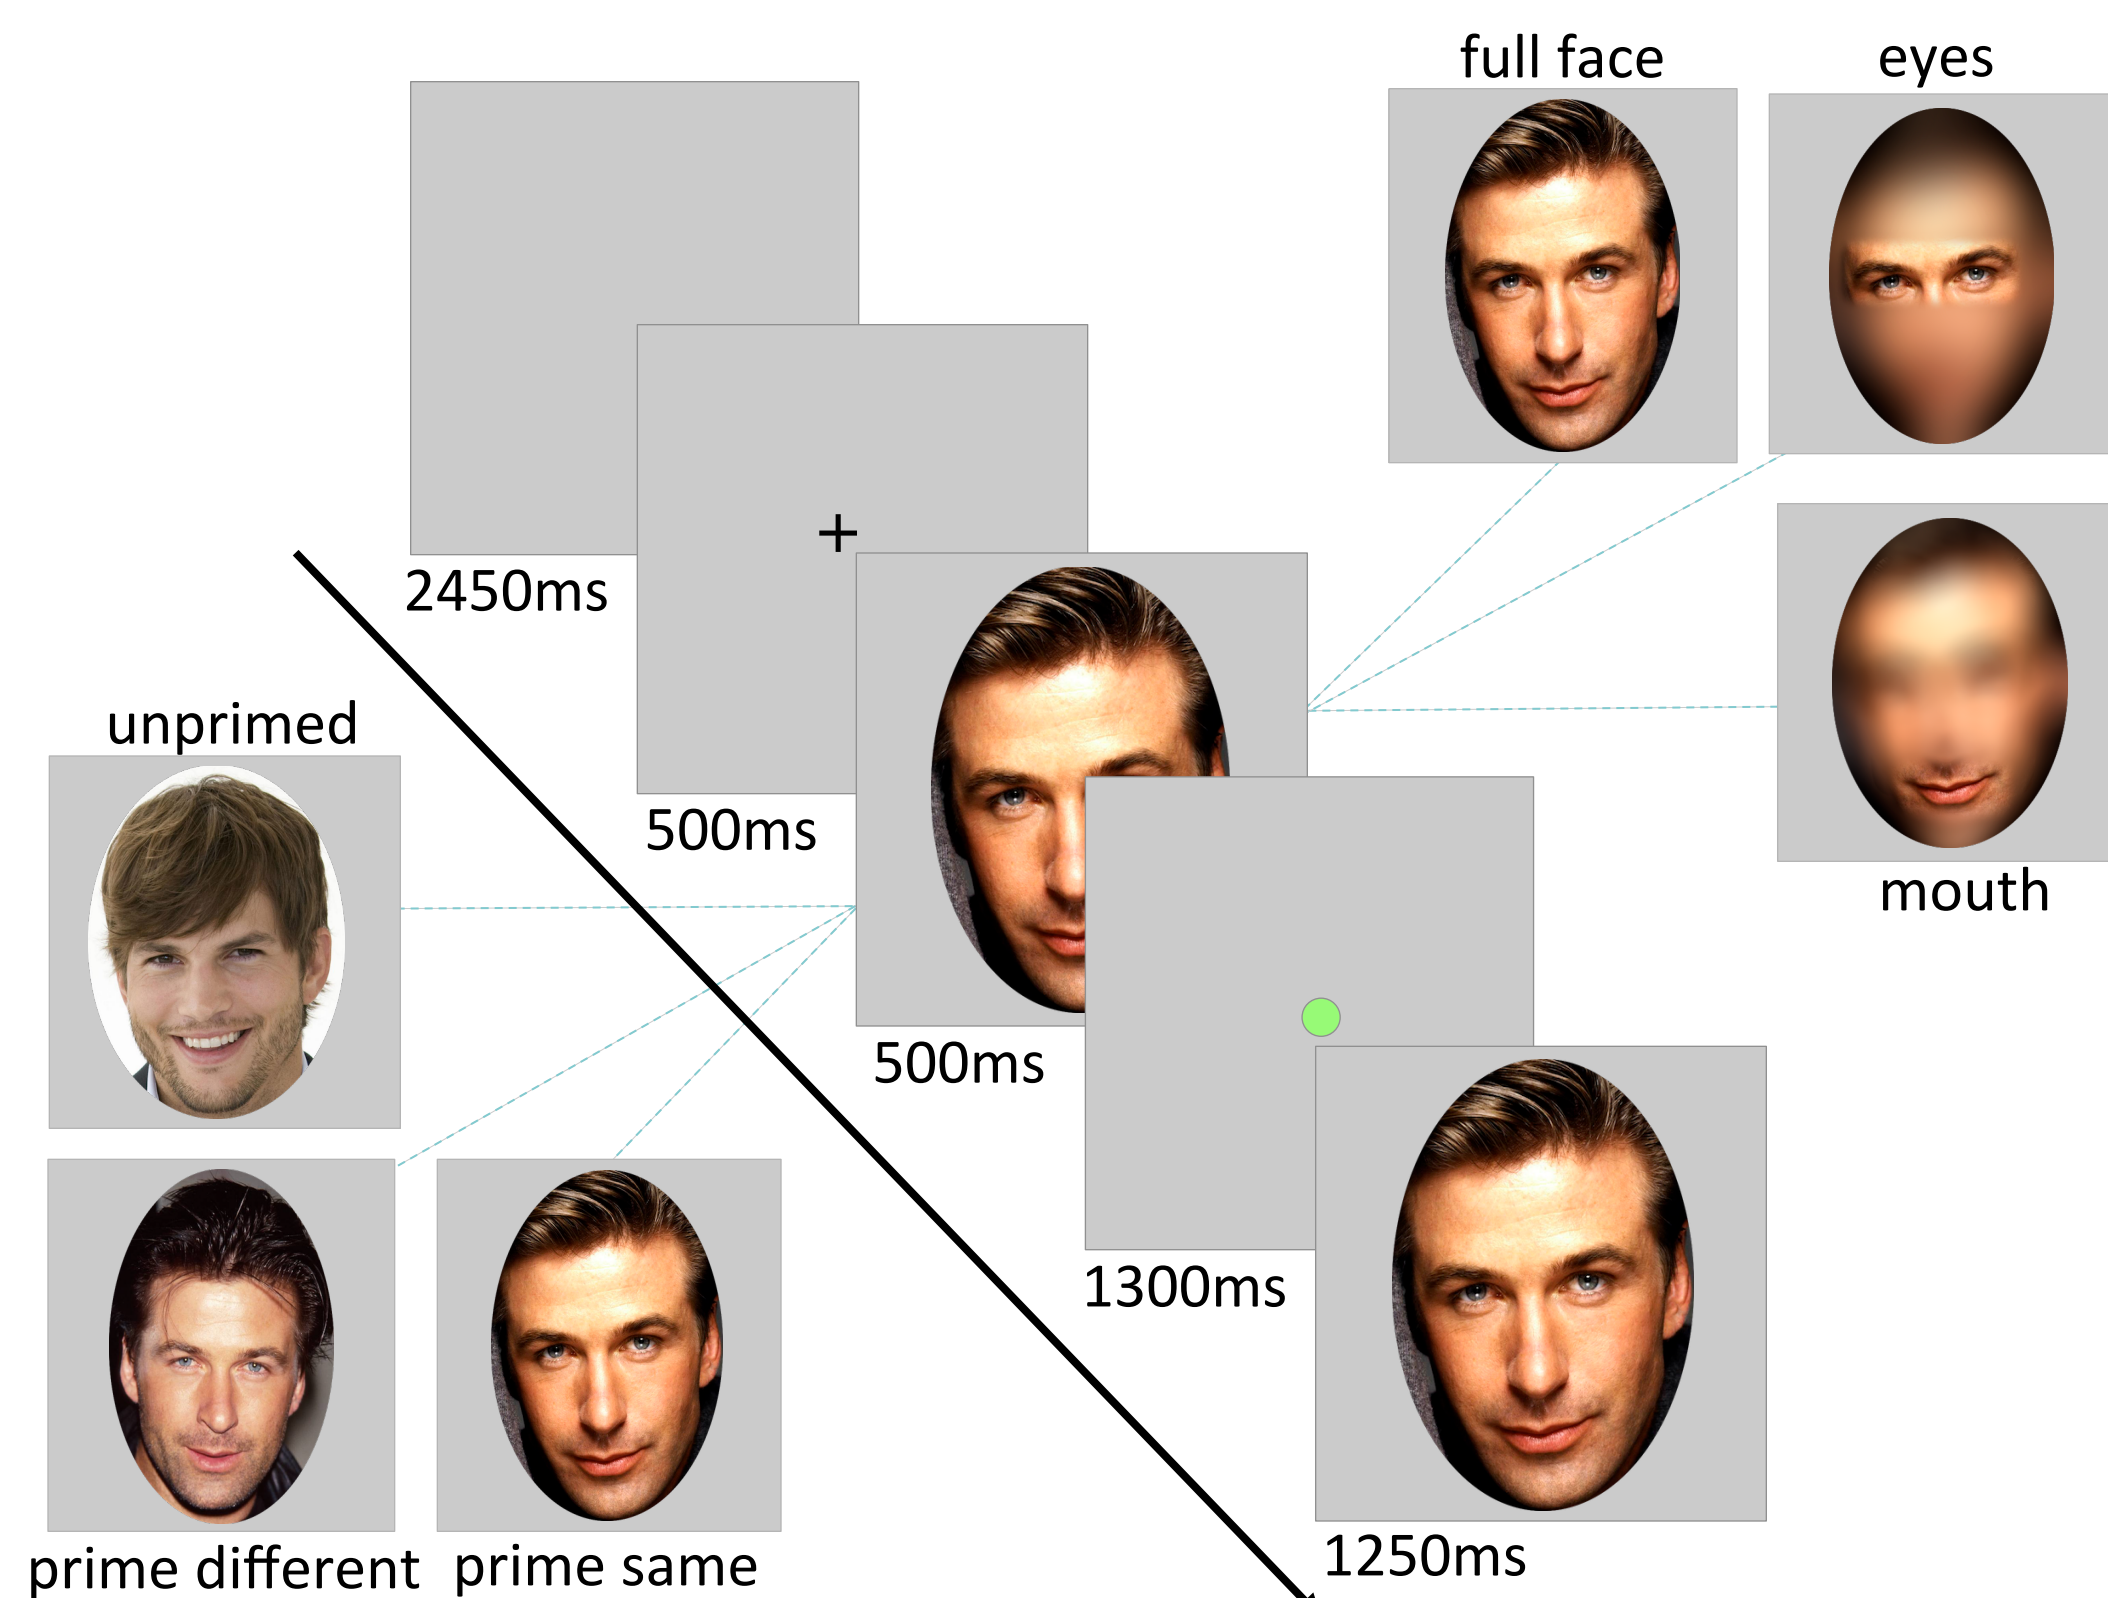 full face
eyes
2450ms
unprimed
500ms
mouth
500ms
1300ms
prime different
prime same
1250ms